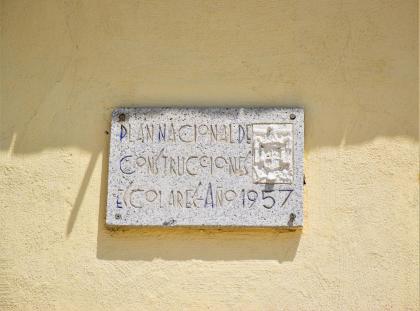 PLAN NACIONAL DE
CONSTRUCCIONES
ESCOLARES-AÑO 1957